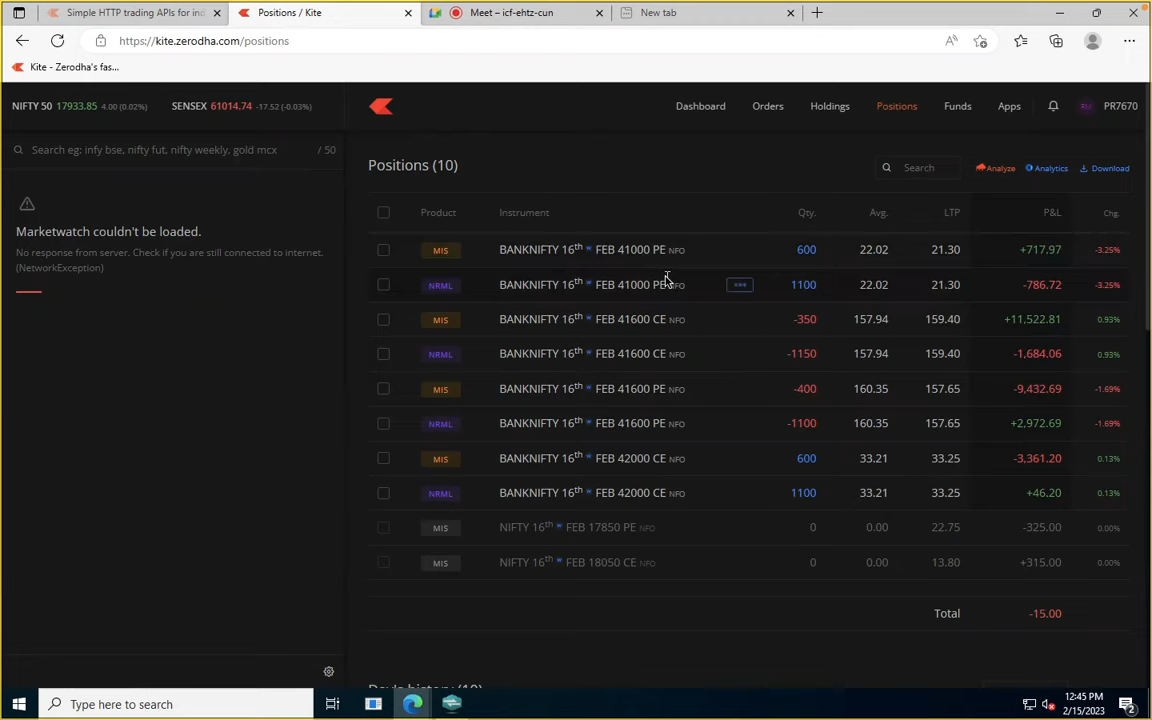 Simple HTTP trading APIs for ind
Positions / Kite
Meet – icf-ehtz-cun
New tab
https://kite.zerodha.com/positions
Kite - Zerodha's fas...
NIFTY 50 17933.85 4.00 (0.02%) SENSEX 61014.74 -17.52 (-0.03%)
Dashboard Orders Holdings Positions Funds Apps PR7670
Search eg: infy bse, nifty fut, nifty weekly, gold mcx / 50
Marketwatch couldn't be loaded.
No response from server. Check if you are still connected to internet.
(NetworkException)
Positions (10) Search Analyze Analytics Download
Product Instrument Qty. Avg. LTP P&L Chg.
MIS BANKNIFTY 16th FEB 41000 PE NFO 600 22.02 21.30 +717.97 -3.25%
NRML BANKNIFTY 16th FEB 41000 PE NFO 1100 22.02 21.30 -786.72 -3.25%
MIS BANKNIFTY 16th FEB 41600 CE NFO -350 157.94 159.40 +11,522.81 0.93%
NRML BANKNIFTY 16th FEB 41600 CE NFO -1150 157.94 159.40 -1,684.06 0.93%
MIS BANKNIFTY 16th FEB 41600 PE NFO -400 160.35 157.65 -9,432.69 -1.69%
NRML BANKNIFTY 16th FEB 41600 PE NFO -1100 160.35 157.65 +2,972.69 -1.69%
MIS BANKNIFTY 16th FEB 42000 CE NFO 600 33.21 33.25 -3,361.20 0.13%
NRML BANKNIFTY 16th FEB 42000 CE NFO 1100 33.21 33.25 +46.20 0.13%
MIS NIFTY 16th FEB 17850 PE NFO 0 0.00 22.75 -325.00 0.00%
MIS NIFTY 16th FEB 18050 CE NFO 0 0.00 13.80 +315.00 0.00%
Total -15.00
Type here to search
12:45 PM
2/15/2023
2